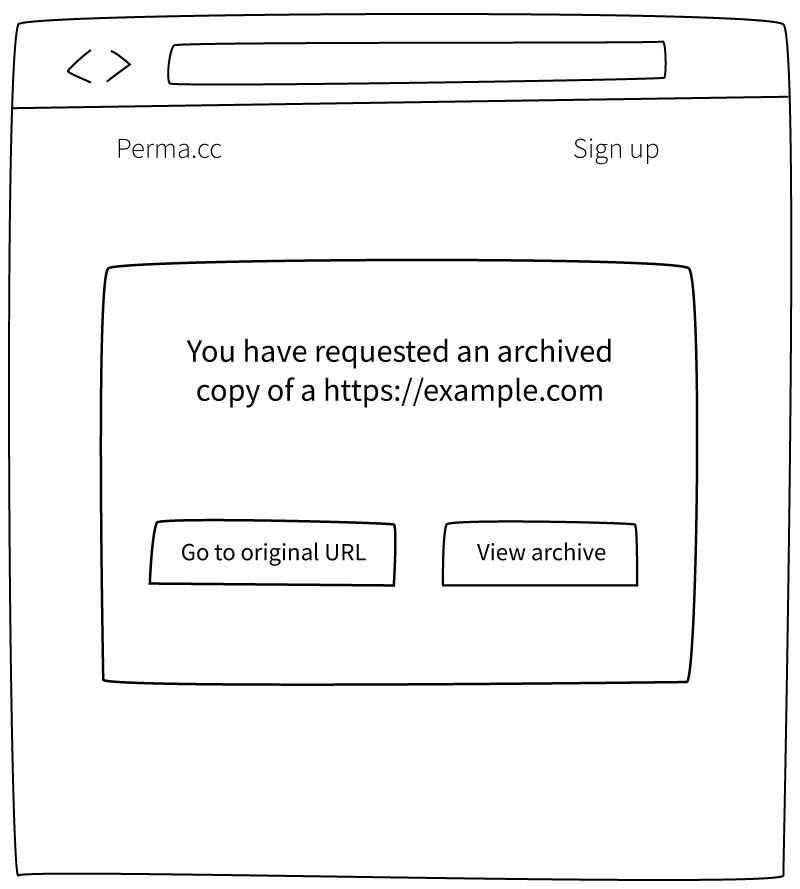 Perma.cc
Sign up
You have requested an archived
copy of a https://example.com
Go to original URL
View archive